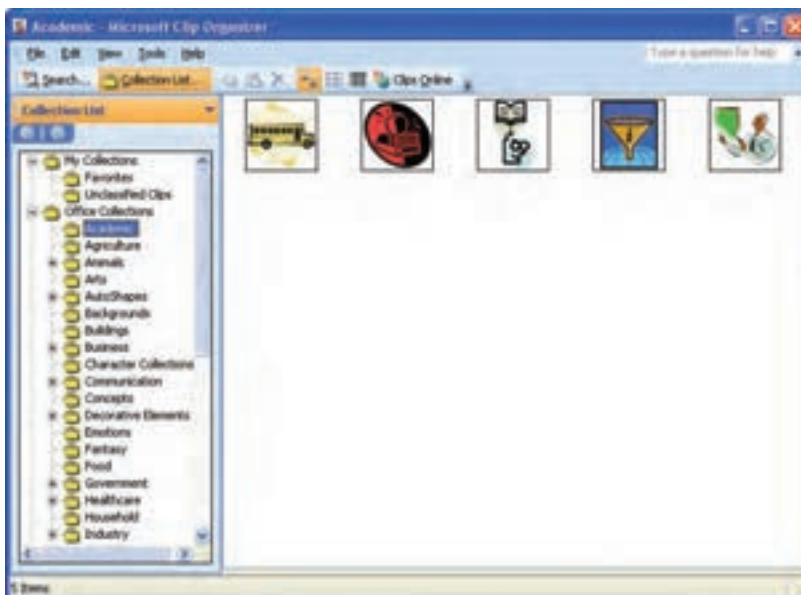 Academic - Microsoft Clip Organizer
File Edit View Tools Help
Type a question for help
Search... Collection List... Clips Online
Collection List
My Collections
Favorites
Unclassified Clips
Office Collections
Academic
Agriculture
Animals
Arts
AutoShapes
Backgrounds
Buildings
Business
Character Collections
Communication
Concepts
Decorative Elements
Emotions
Fantasy
Food
Government
Healthcare
Household
Industry
5 Items